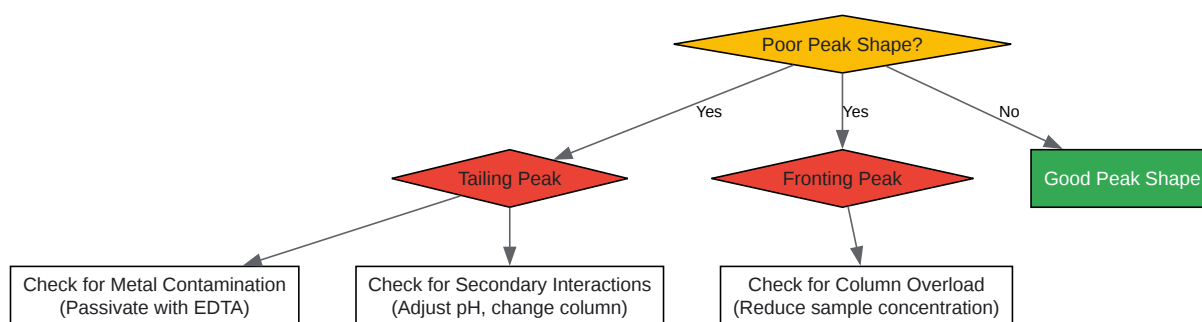 Poor Peak Shape?
Yes
Yes
No
Tailing Peak
Fronting Peak
Good Peak Shape
Check for Metal Contamination
(Passivate with EDTA)
Check for Secondary Interactions
(Adjust pH, change column)
Check for Column Overload
(Reduce sample concentration)